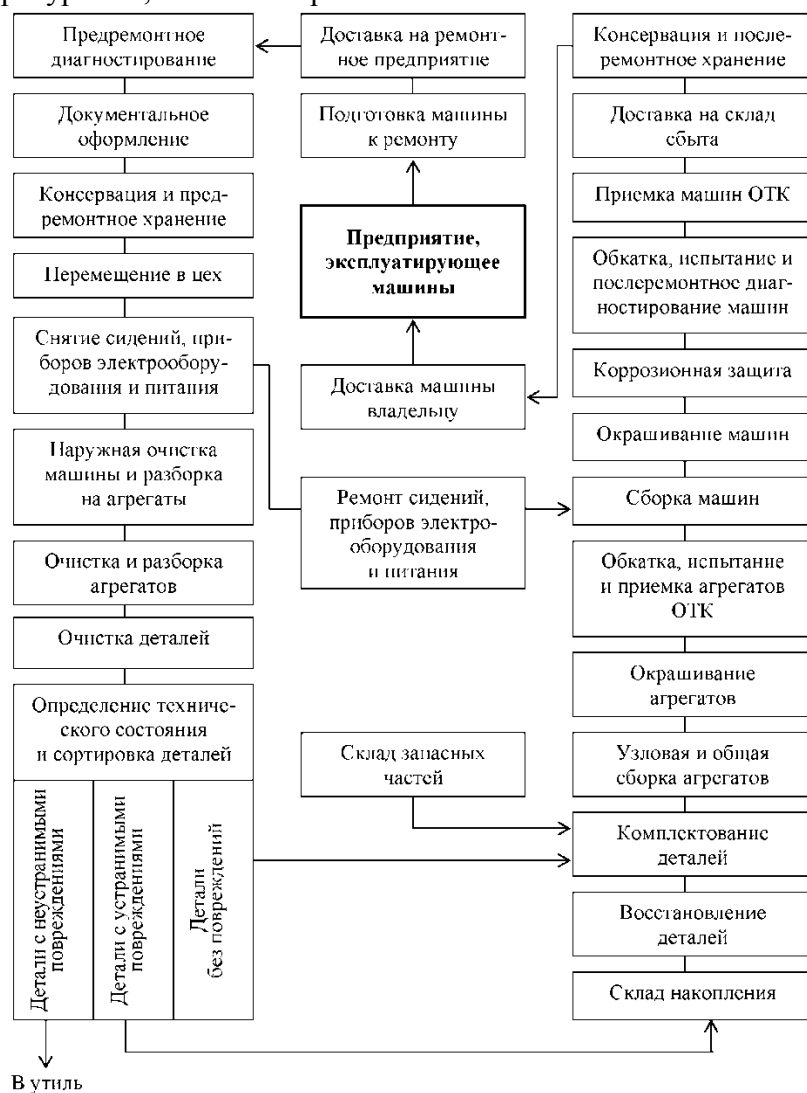 Предремонтное
диагностирование
Документальное
оформление
Консервация и пред-
ремонтное хранение
Перемещение в цех
Снятие сидений, при-
боров электрообору-
дования и питания
Наружная очистка
машины и разборка
на агрегаты
Очистка и разборка
агрегатов
Очистка деталей
Определение техниче-
ского состояния
и сортировка деталей
Детали с неустранимыми
повреждениями
Детали с устранимыми
повреждениями
Детали
без повреждений
В утиль
Доставка на ремонт-
ное предприятие
Подготовка машины
к ремонту
Предприятие,
эксплуатирующее
машины
Доставка машины
владельцу
Ремонт сидений,
приборов электро-
оборудования
и питания
Склад запасных
частей
Консервация и после-
ремонтное хранение
Доставка на склад
сбыта
Приемка машин ОТК
Обкатка, испытание и
послеремонтное диаг-
ностирование машин
Коррозионная защита
Окрашивание машин
Сборка машин
Обкатка, испытание
и приемка агрегатов
ОТК
Окрашивание
агрегатов
Узловая и общая
сборка агрегатов
Комплектование
деталей
Восстановление
деталей
Склад накопления